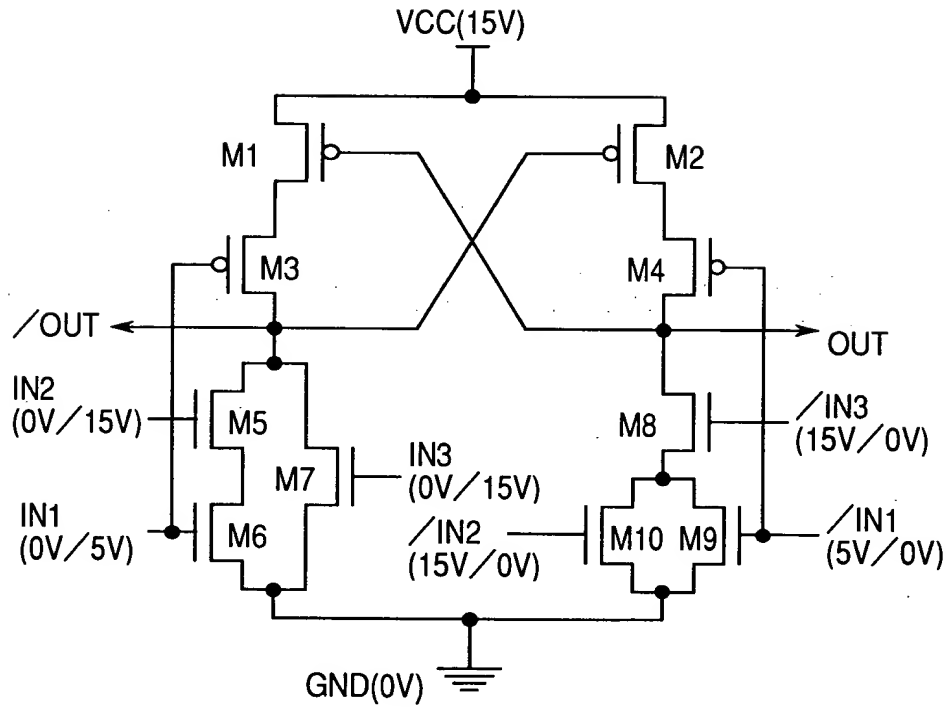 VCC(15V)
M1
M2
M3
M4
/OUT
OUT
IN2
(0V/15V)
M5
M8
/IN3
(15V/0V)
M7
IN3
(0V/15V)
IN1
(0V/5V)
M6
/IN2
(15V/0V)
M10
M9
/IN1
(5V/0V)
GND(0V)